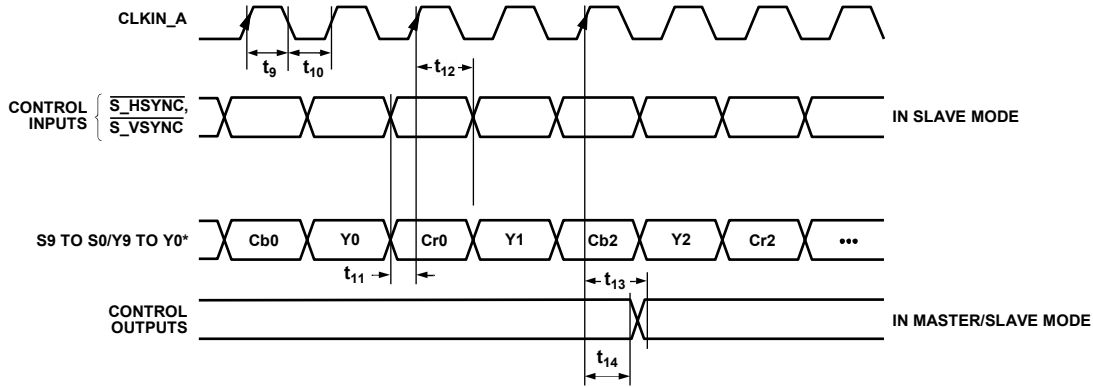 CLKIN_A
t9
t10
t12
CONTROL INPUTS
S_HSYNC,
S_VSYNC
IN SLAVE MODE
S9 TO S0/Y9 TO Y0*
Cb0
Y0
Cr0
Y1
Cb2
Y2
Cr2
•••
t11
t13
CONTROL
OUTPUTS
IN MASTER/SLAVE MODE
t14